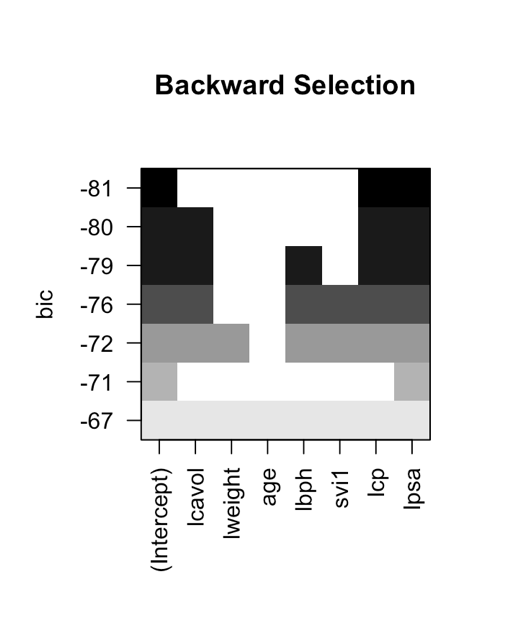 Backward Selection
bic
-81
-80
-79
-76
-72
-71
-67
(Intercept)
lcavol
lweight
age
lbph
svi1
lcp
lpsa